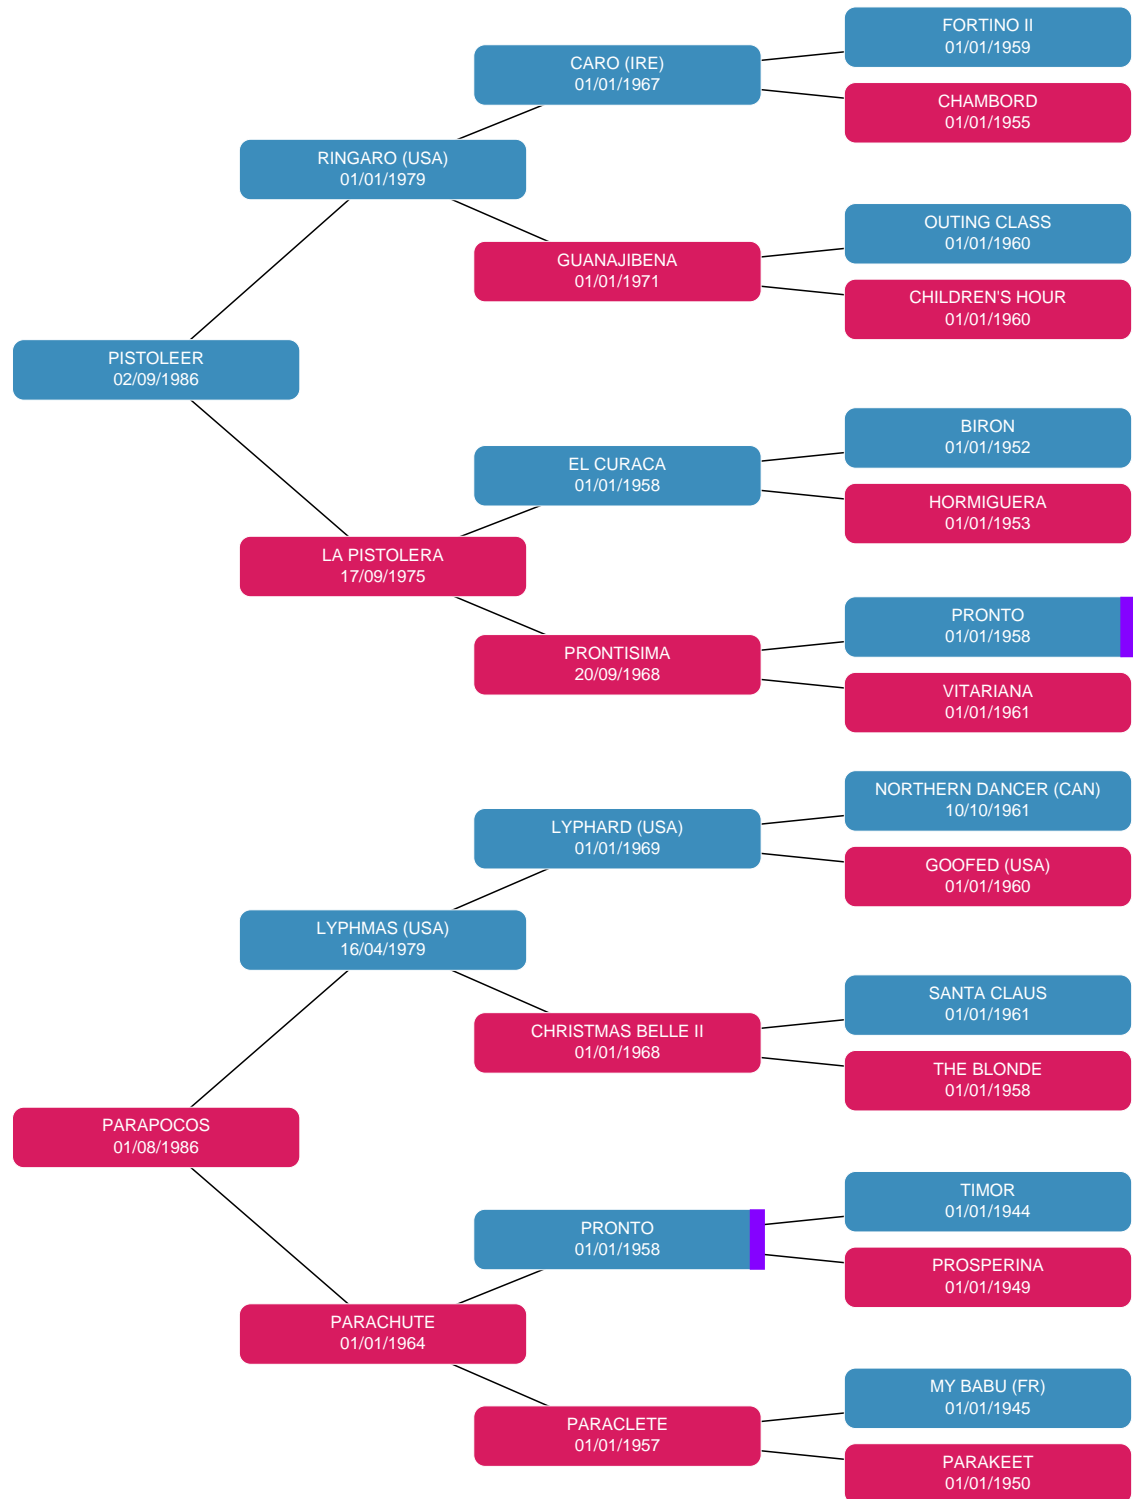 FORTINO II
01/01/1959
CARO (IRE)
01/01/1967
CHAMBORD
01/01/1955
RINGARO (USA)
01/01/1979
OUTING CLASS
01/01/1960
GUANAJIBENA
01/01/1971
CHILDREN'S HOUR
01/01/1960
PISTOLEER
02/09/1986
BIRON
01/01/1952
EL CURACA
01/01/1958
HORMIGUERA
01/01/1953
LA PISTOLERA
17/09/1975
PRONTO
01/01/1958
PRONTISIMA
20/09/1968
VITARIANA
01/01/1961
NORTHERN DANCER (CAN)
10/10/1961
LYPHARD (USA)
01/01/1969
GOOFED (USA)
01/01/1960
LYPHMAS (USA)
16/04/1979
SANTA CLAUS
01/01/1961
CHRISTMAS BELLE II
01/01/1968
THE BLONDE
01/01/1958
PARAPOCOS
01/08/1986
TIMOR
01/01/1944
PRONTO
01/01/1958
PROSPERINA
01/01/1949
PARACHUTE
01/01/1964
MY BABU (FR)
01/01/1945
PARACLETE
01/01/1957
PARAKEET
01/01/1950